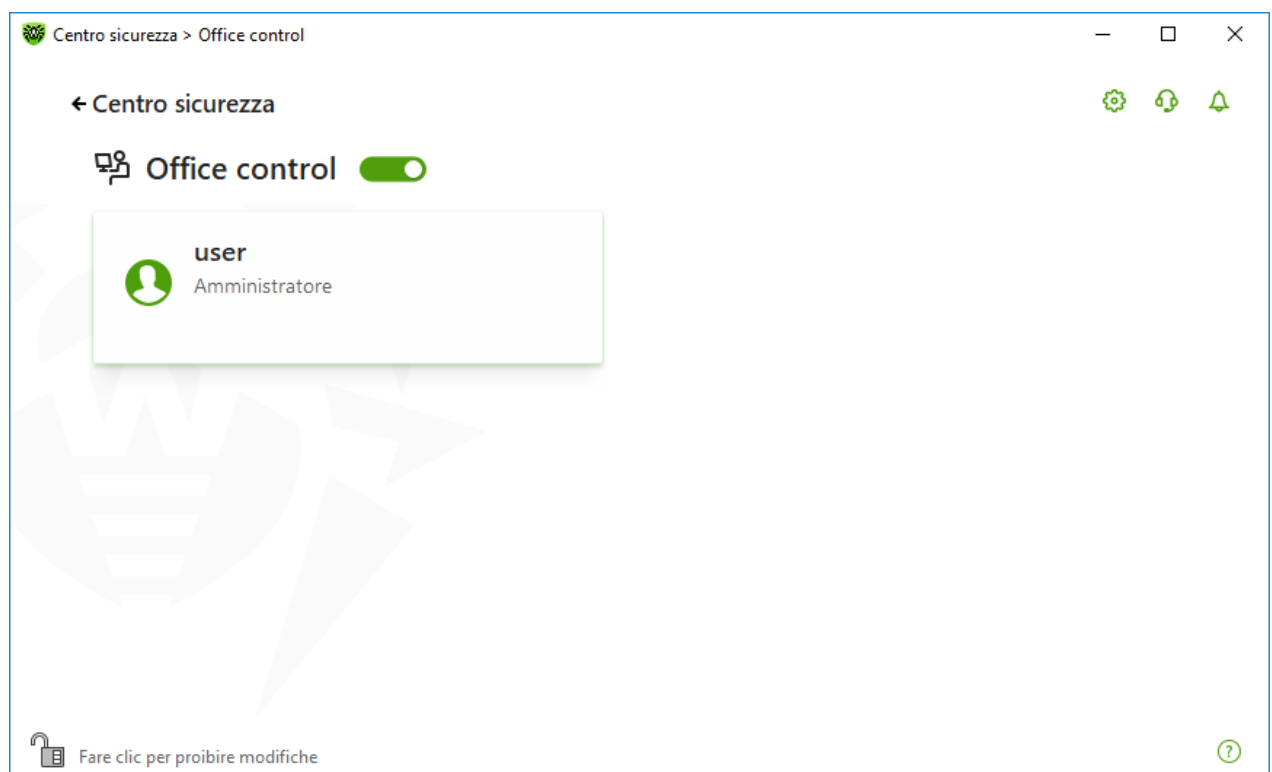 Centro sicurezza > Office control
Centro sicurezza
Office control
user
Amministratore
Fare clic per proibire modifiche
?